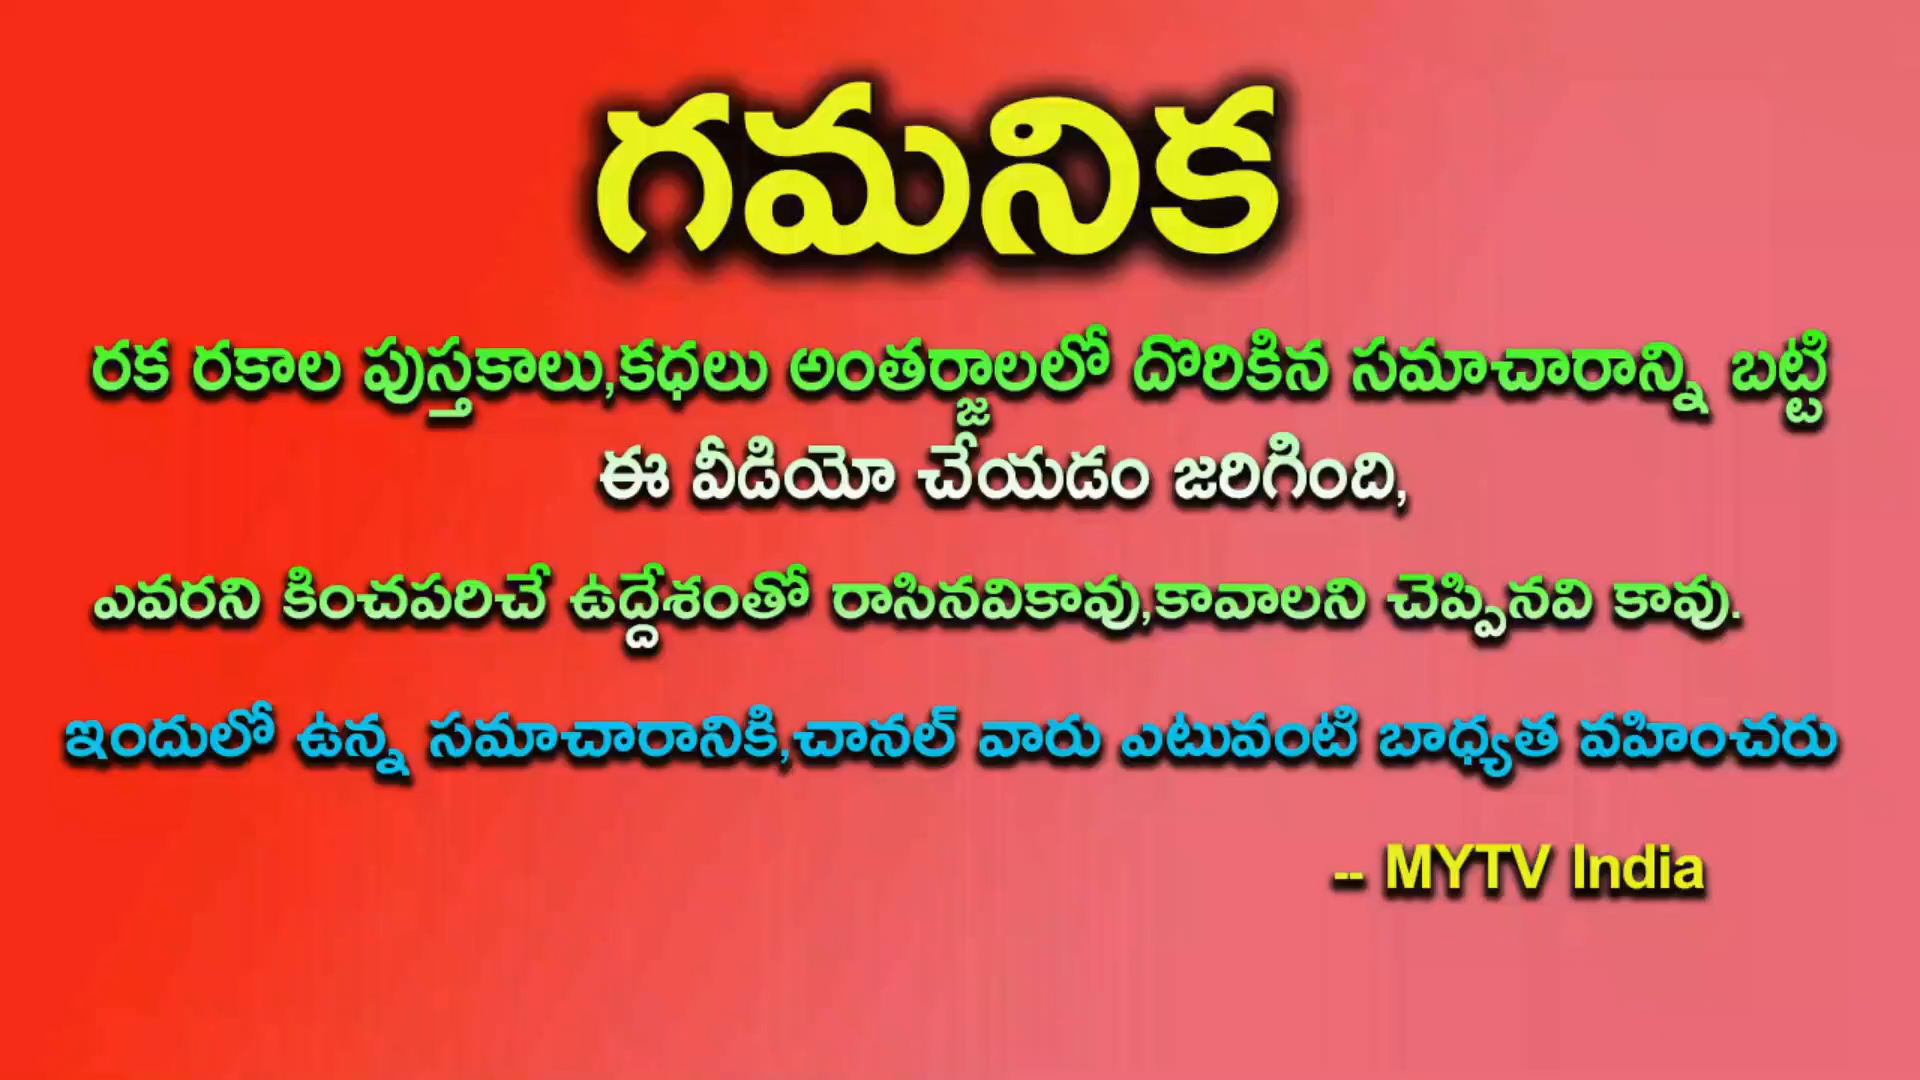 గమనిక
రక రకాల పుస్తకాలు,కధలు అంతర్జాలలో దొరికిన సమాచారాన్ని బట్టి
ఈ వీడియో చేయడం జరిగింది,
ఎవరని కించపరిచే ఉద్దేశంతో రాసినవికావు,కావాలని చెప్పినవి కావు.
ఇందులో ఉన్న సమాచారానికి,చానల్ వారు ఎటువంటి బాధ్యత వహించరు
-- MYTV India